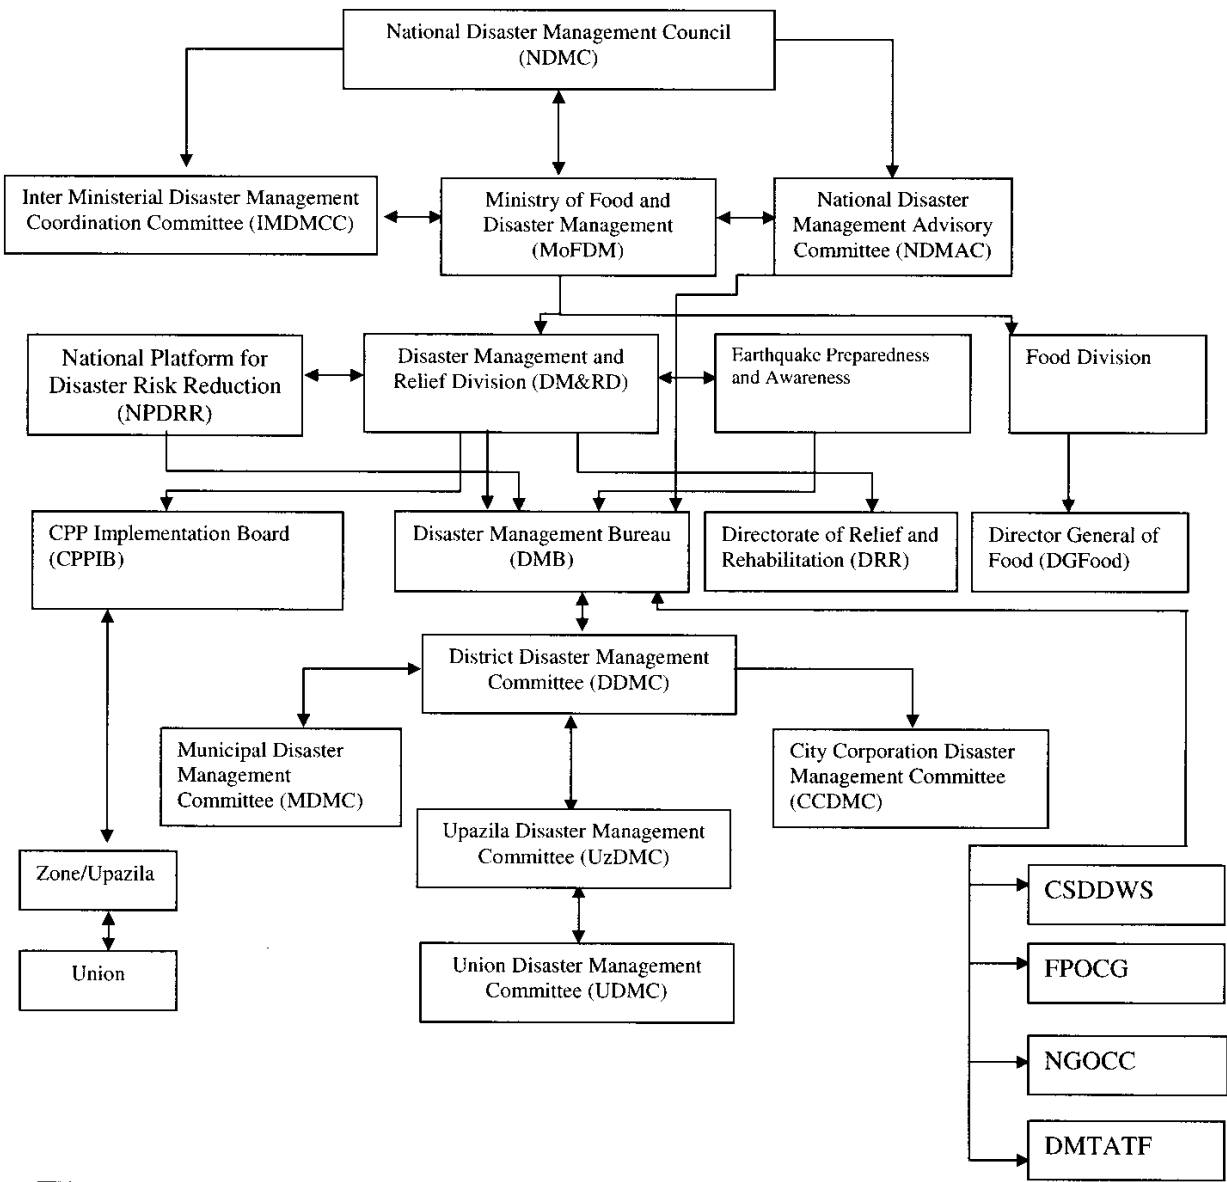 National Disaster Management Council
(NDMC)
Inter Ministerial Disaster Management
Coordination Committee (IMDMCC)
Ministry of Food and
Disaster Management
(MoFDM)
National Disaster
Management Advisory
Committee (NDMAC)
National Platform for
Disaster Risk Reduction
(NPDRR)
Disaster Management and
Relief Division (DM&RD)
Earthquake Preparedness
and Awareness
Food Division
CPP Implementation Board
(CPPIB)
Disaster Management Bureau
(DMB)
Directorate of Relief and
Rehabilitation (DRR)
Director General of
Food (DGFood)
District Disaster Management
Committee (DDMC)
Municipal Disaster
Management
Committee (MDMC)
City Corporation Disaster
Management Committee
(CCDMC)
Upazila Disaster Management
Committee (UzDMC)
Zone/Upazila
Union
Union Disaster Management
Committee (UDMC)
CSDDWS
FPOCG
NGOCC
DMTATF